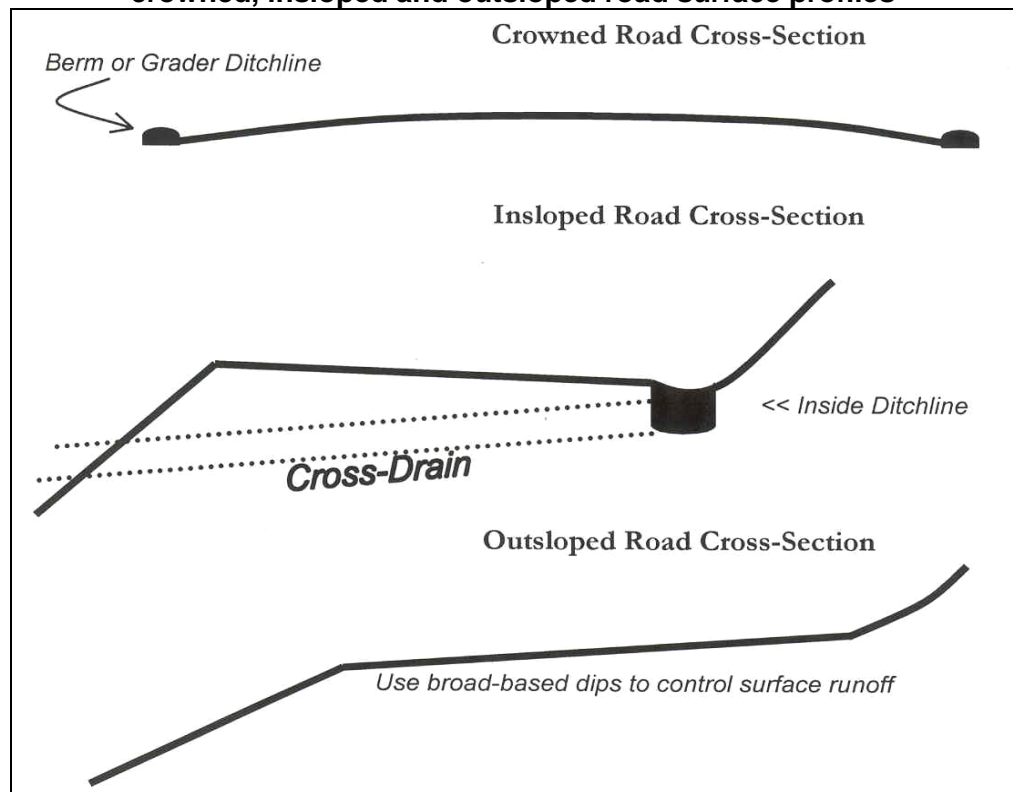 crowned, insloped and outsloped road surface profiles
Crowned Road Cross-Section
Berm or Grader Ditchline
Insloped Road Cross-Section
<< Inside Ditchline
Cross-Drain
Outsloped Road Cross-Section
Use broad-based dips to control surface runoff